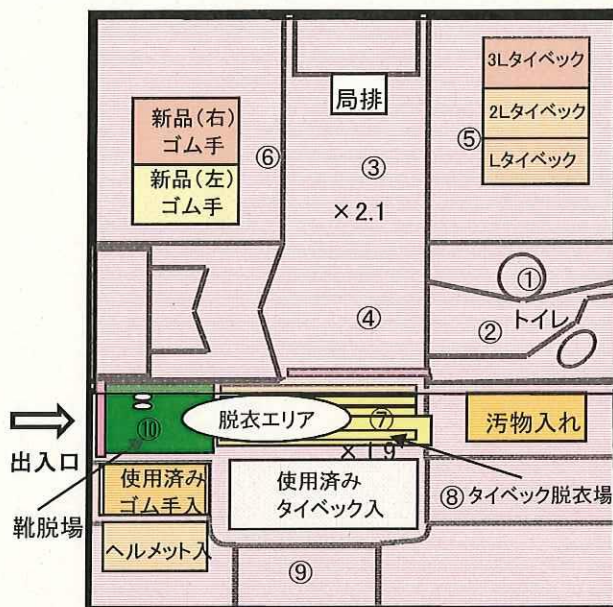 局排
3Lタイベック
2Lタイベック
Lタイベック
⑤
新品(右)
ゴム手
新品(左)
ゴム手
⑥
③
×2.1
④
①
②
トイレ
出入口
⑩
脱衣エリア
⑦
×1.9
汚物入れ
靴脱場
使用済み
ゴム手入
使用済み
タイベック入
⑧タイベック脱衣場
ヘルメット入
⑨